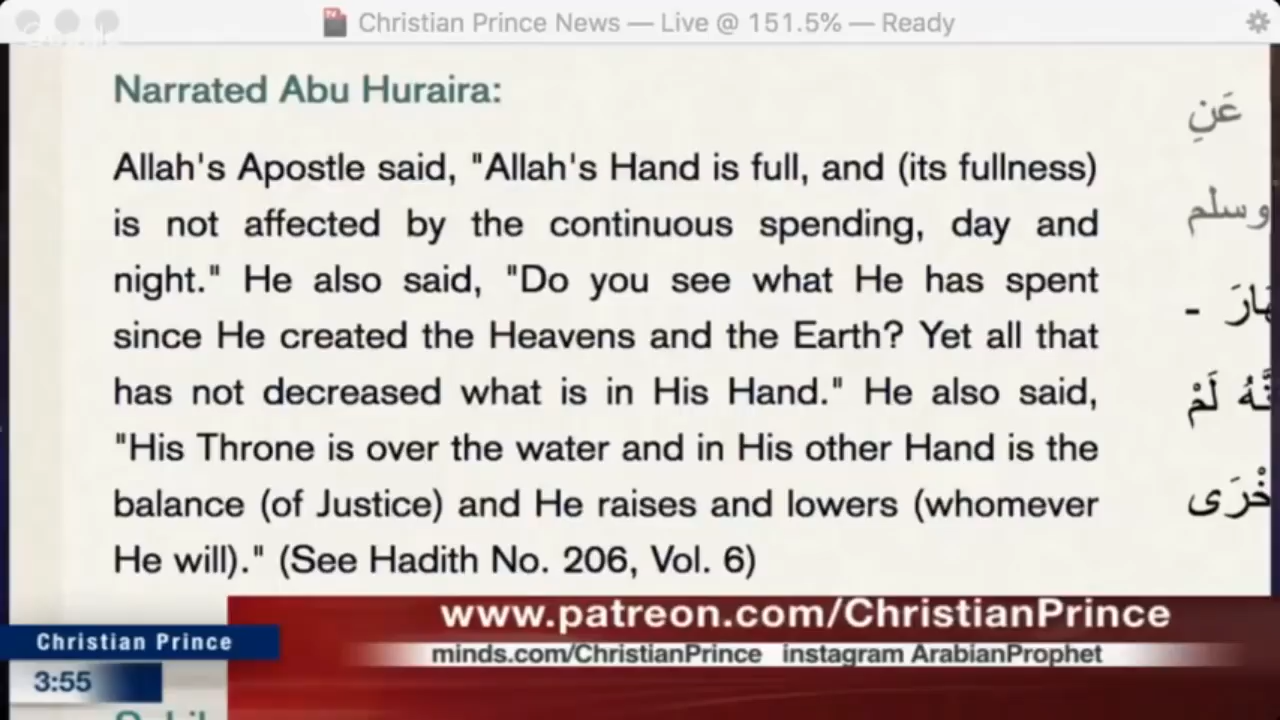 Christian Prince News — Live @ 151.5% — Ready
Narrated Abu Huraira:
Allah's Apostle said, "Allah's Hand is full, and (its fullness)
is not affected by the continuous spending, day and
night." He also said, "Do you see what He has spent
since He created the Heavens and the Earth? Yet all that
has not decreased what is in His Hand." He also said,
"His Throne is over the water and in His other Hand is the
balance (of Justice) and He raises and lowers (whomever
He will)." (See Hadith No. 206, Vol. 6)
عَنِ
وسلم
نَّهُ لَمْ
www.patreon.com/ChristianPrince
minds.com/ChristianPrince instagram ArabianProphet
Christian Prince
3:55